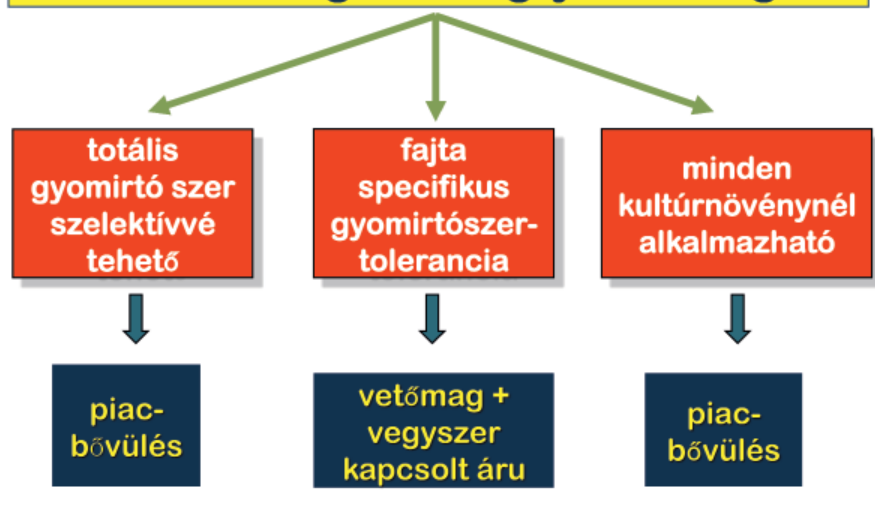 totális
gyomirtó szer
szelektívvé
tehető
fajta
specifikus
gyomirtószer-
tolerancia
minden
kultúrnövénynél
alkalmazható
piac-
bővülés
vetőmag +
vegyszer
kapcsolt áru
piac-
bővülés